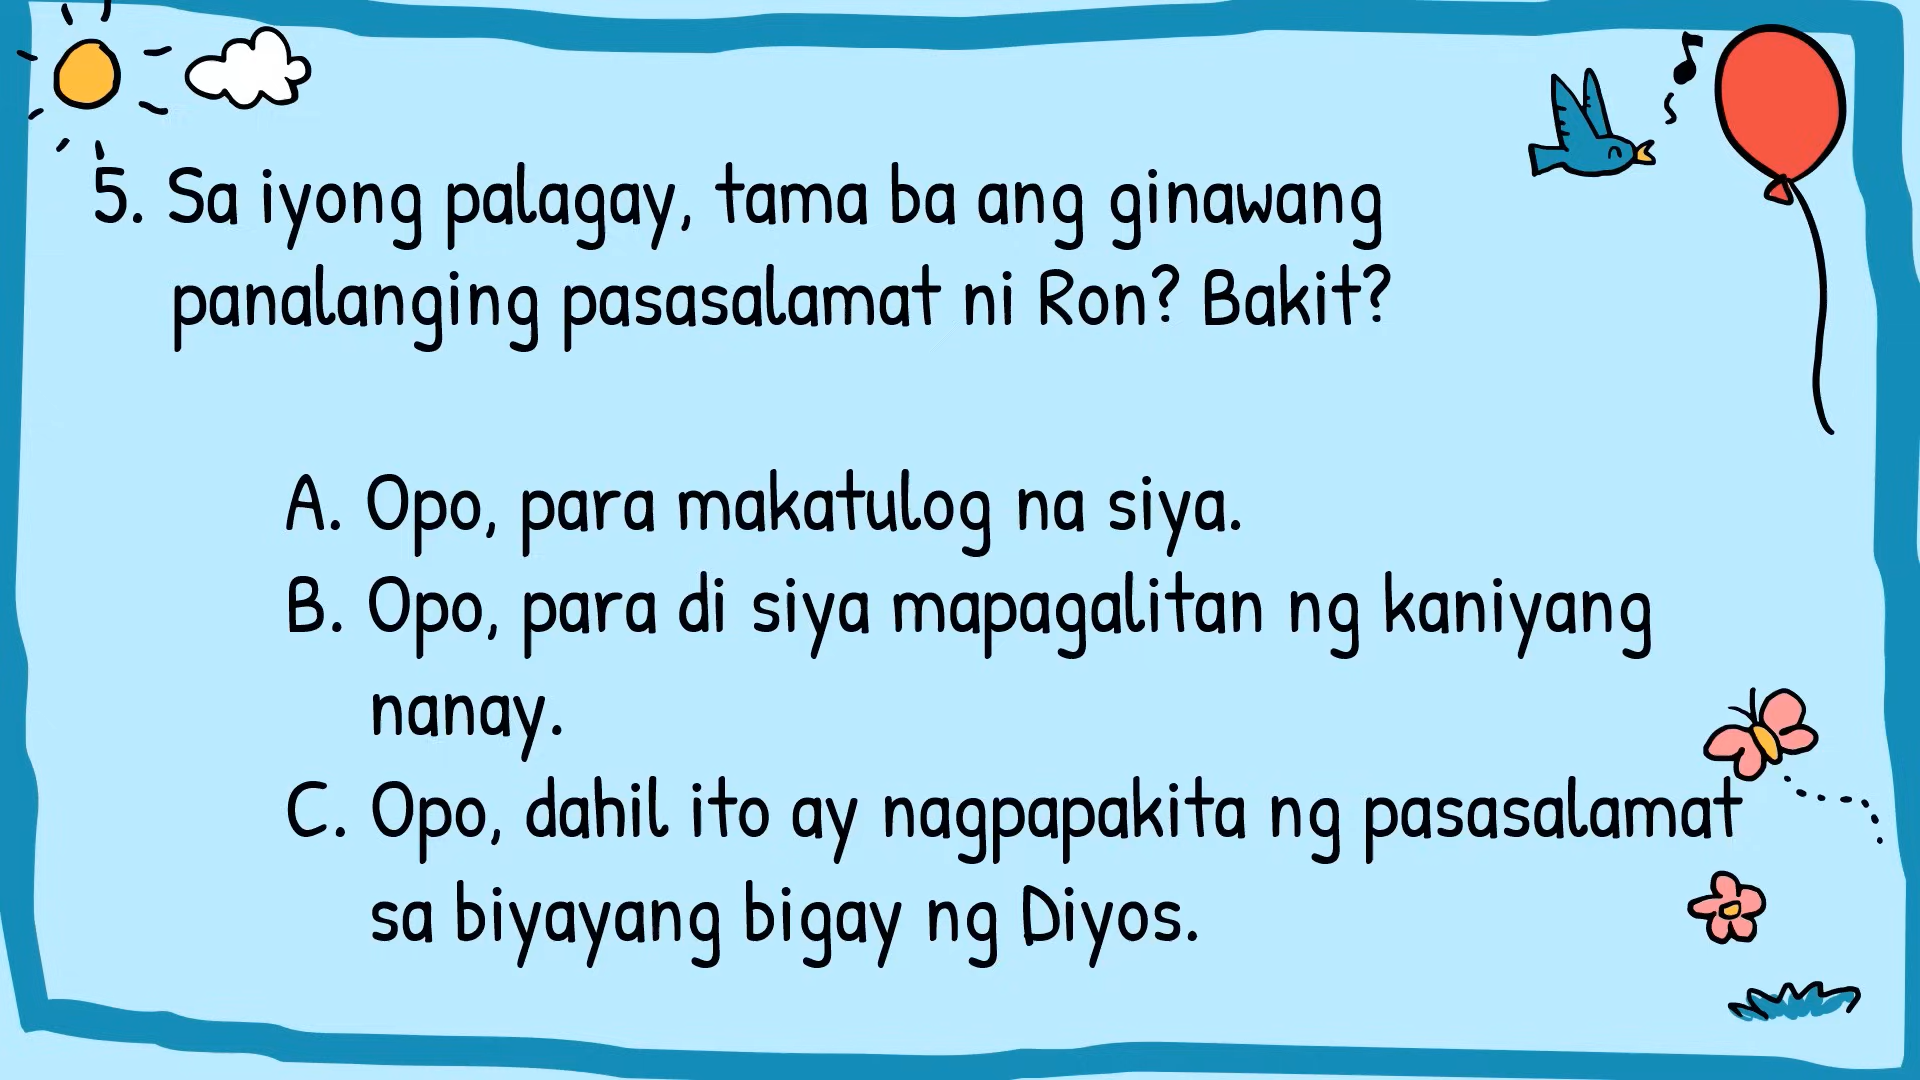 5. Sa iyong palagay, tama ba ang ginawang
panalanging pasasalamat ni Ron? Bakit?
A. Opo, para makatulog na siya.
B. Opo, para di siya mapagalitan ng kaniyang
nanay.
C. Opo, dahil ito ay nagpapakita ng pasasalamat
sa biyayang bigay ng Diyos.